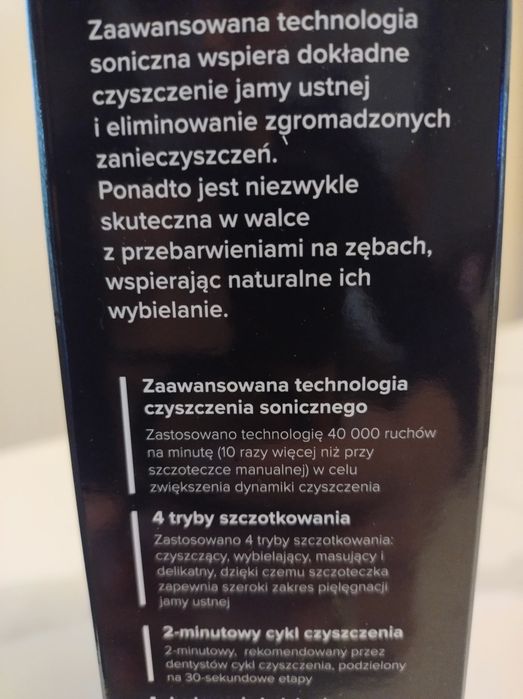 Zaawansowana technologia
soniczna wspiera dokładne
czyszczenie jamy ustnej
i eliminowanie zgromadzonych
zanieczyszczeń.
Ponadto jest niezwykle
skuteczna w walce
z przebarwieniami na zębach,
wspierając naturalne ich
wybielanie.
Zaawansowana technologia
czyszczenia sonicznego
Zastosowano technologię 40 000 ruchów
na minutę (10 razy więcej niż przy
szczoteczce manualnej) w celu
zwiększenia dynamiki czyszczenia
4 tryby szczotkowania
Zastosowano 4 tryby szczotkowania:
czyszczący, wybielający, masujący i
delikatny, dzięki czemu szczoteczka
zapewnia szeroki zakres pielęgnacji
jamy ustnej
2-minutowy cykl czyszczenia
2-minutowy, rekomendowany przez
dentystów cykl czyszczenia, podzielony
na 30-sekundowe etapy